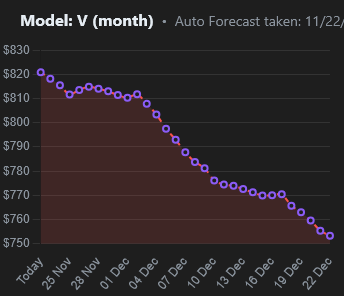 Model: V (month) • Auto Forecast taken: 11/22/
$830
$820
$810
$800
$790
$780
$770
$760
$750
Today
25 Nov
28 Nov
01 Dec
04 Dec
07 Dec
10 Dec
13 Dec
16 Dec
19 Dec
22 Dec